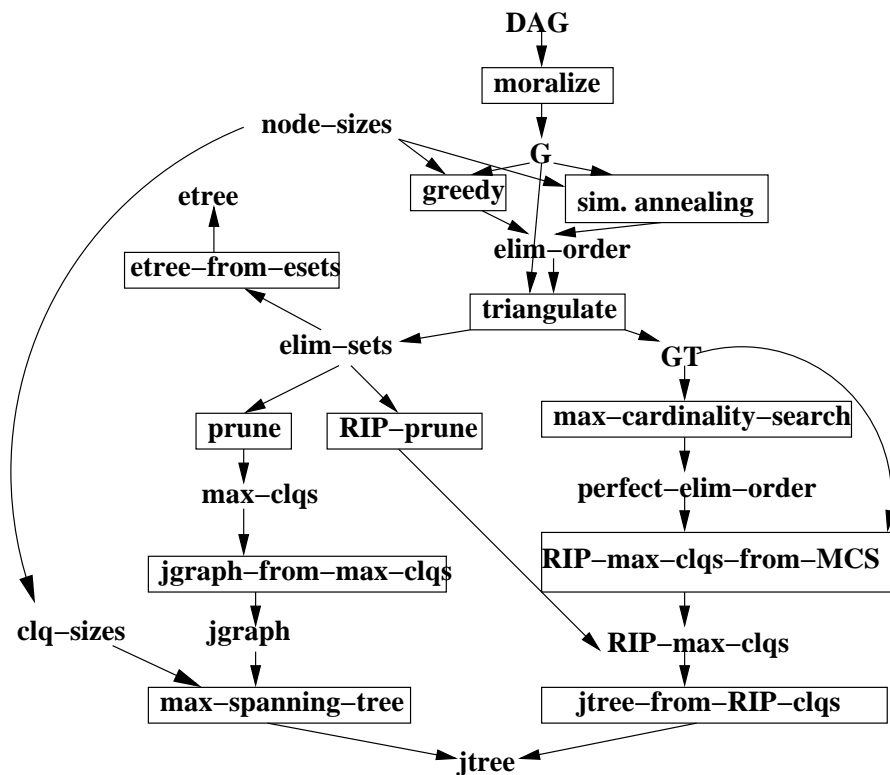 DAG
moralize
node−sizes
G
greedy
sim. annealing
etree
elim−order
etree−from−esets
triangulate
elim−sets
GT
max−cardinality−search
prune
RIP−prune
max−clqs
perfect−elim−order
RIP−max−clqs−from−MCS
jgraph−from−max−clqs
clq−sizes
jgraph
RIP−max−clqs
max−spanning−tree
jtree−from−RIP−clqs
jtree